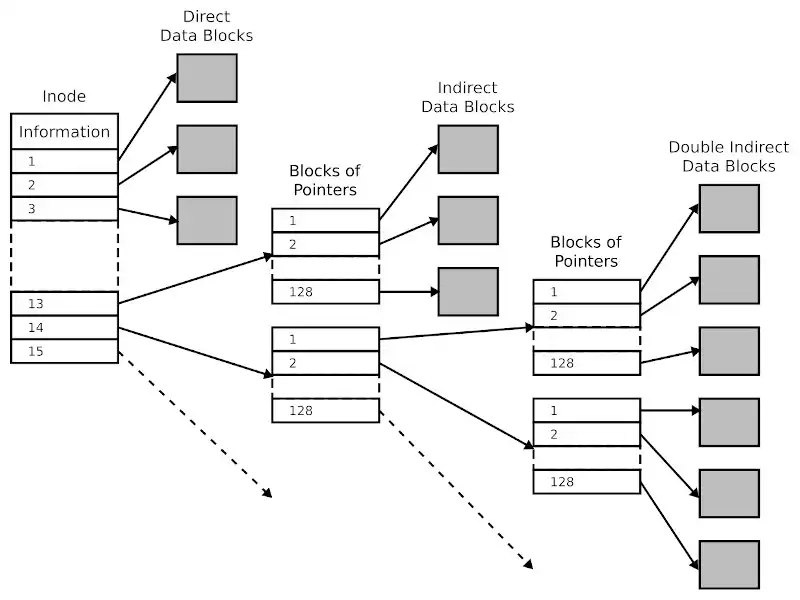 Direct
Data Blocks
Inode
Information
1
2
3
13
14
15
Blocks of
Pointers
1
2
128
1
2
128
Indirect
Data Blocks
Blocks of
Pointers
1
2
128
1
2
128
Double Indirect
Data Blocks